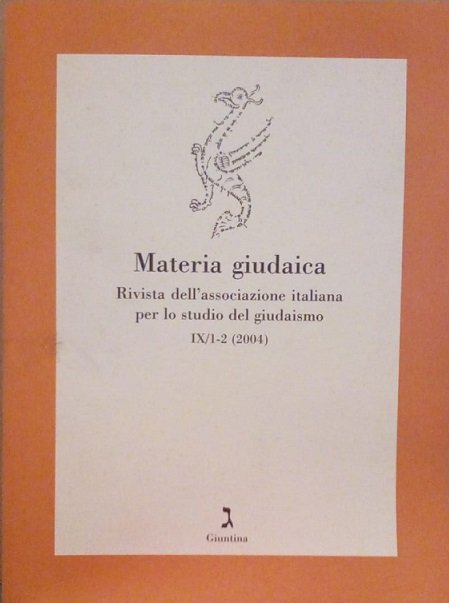 Materia giudaica
Rivista dell'associazione italiana
per lo studio del giudaismo
IX/1-2 (2004)
ג
Giuntina